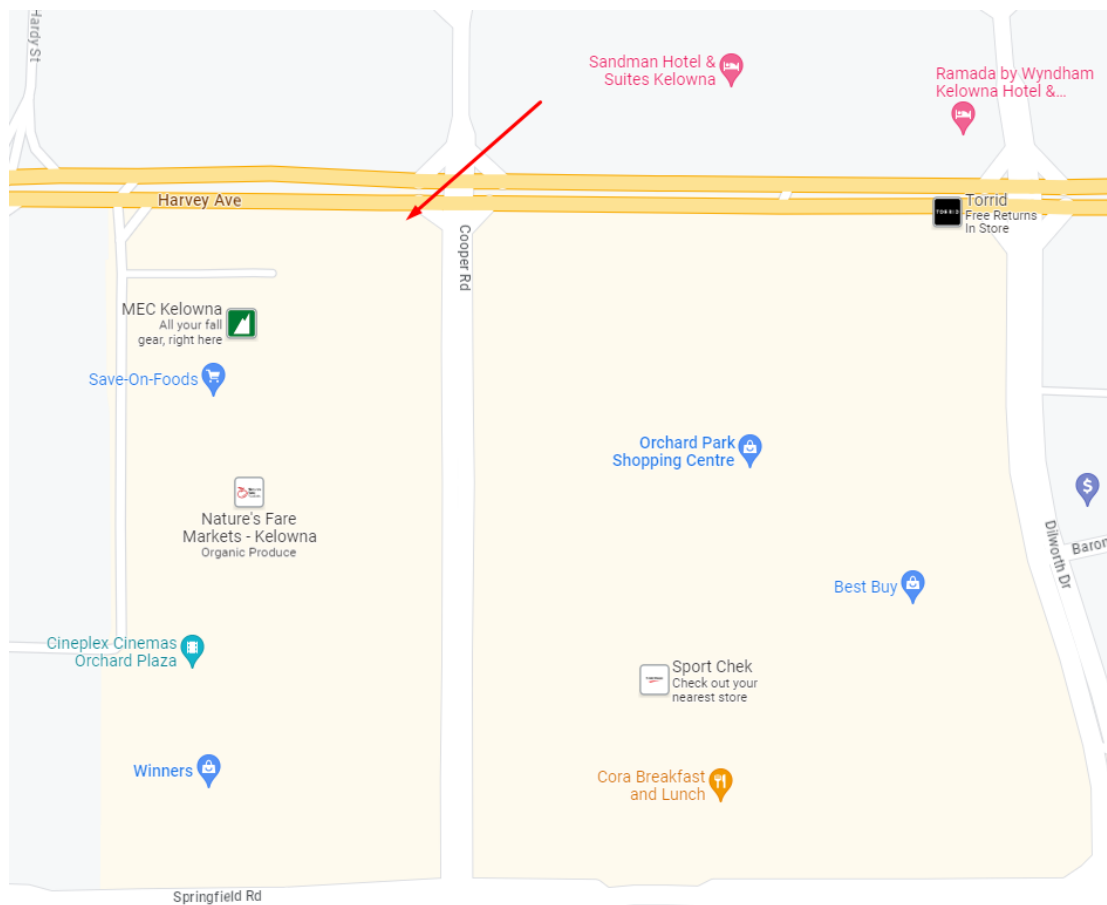 Hardy St
Sandman Hotel &
Suites Kelowna
Ramada by Wyndham
Kelowna Hotel &...
Harvey Ave
TORRID
Torrid
Free Returns
In Store
Cooper Rd
MEC Kelowna
All your fall
gear, right here
Save-On-Foods
Orchard Park
Shopping Centre
$
Nature's Fare
Markets - Kelowna
Organic Produce
Dilworth Dr
Baron
Best Buy
Cineplex Cinemas
Orchard Plaza
Sport Chek
Check out your
nearest store
Winners
Cora Breakfast
and Lunch
Springfield Rd